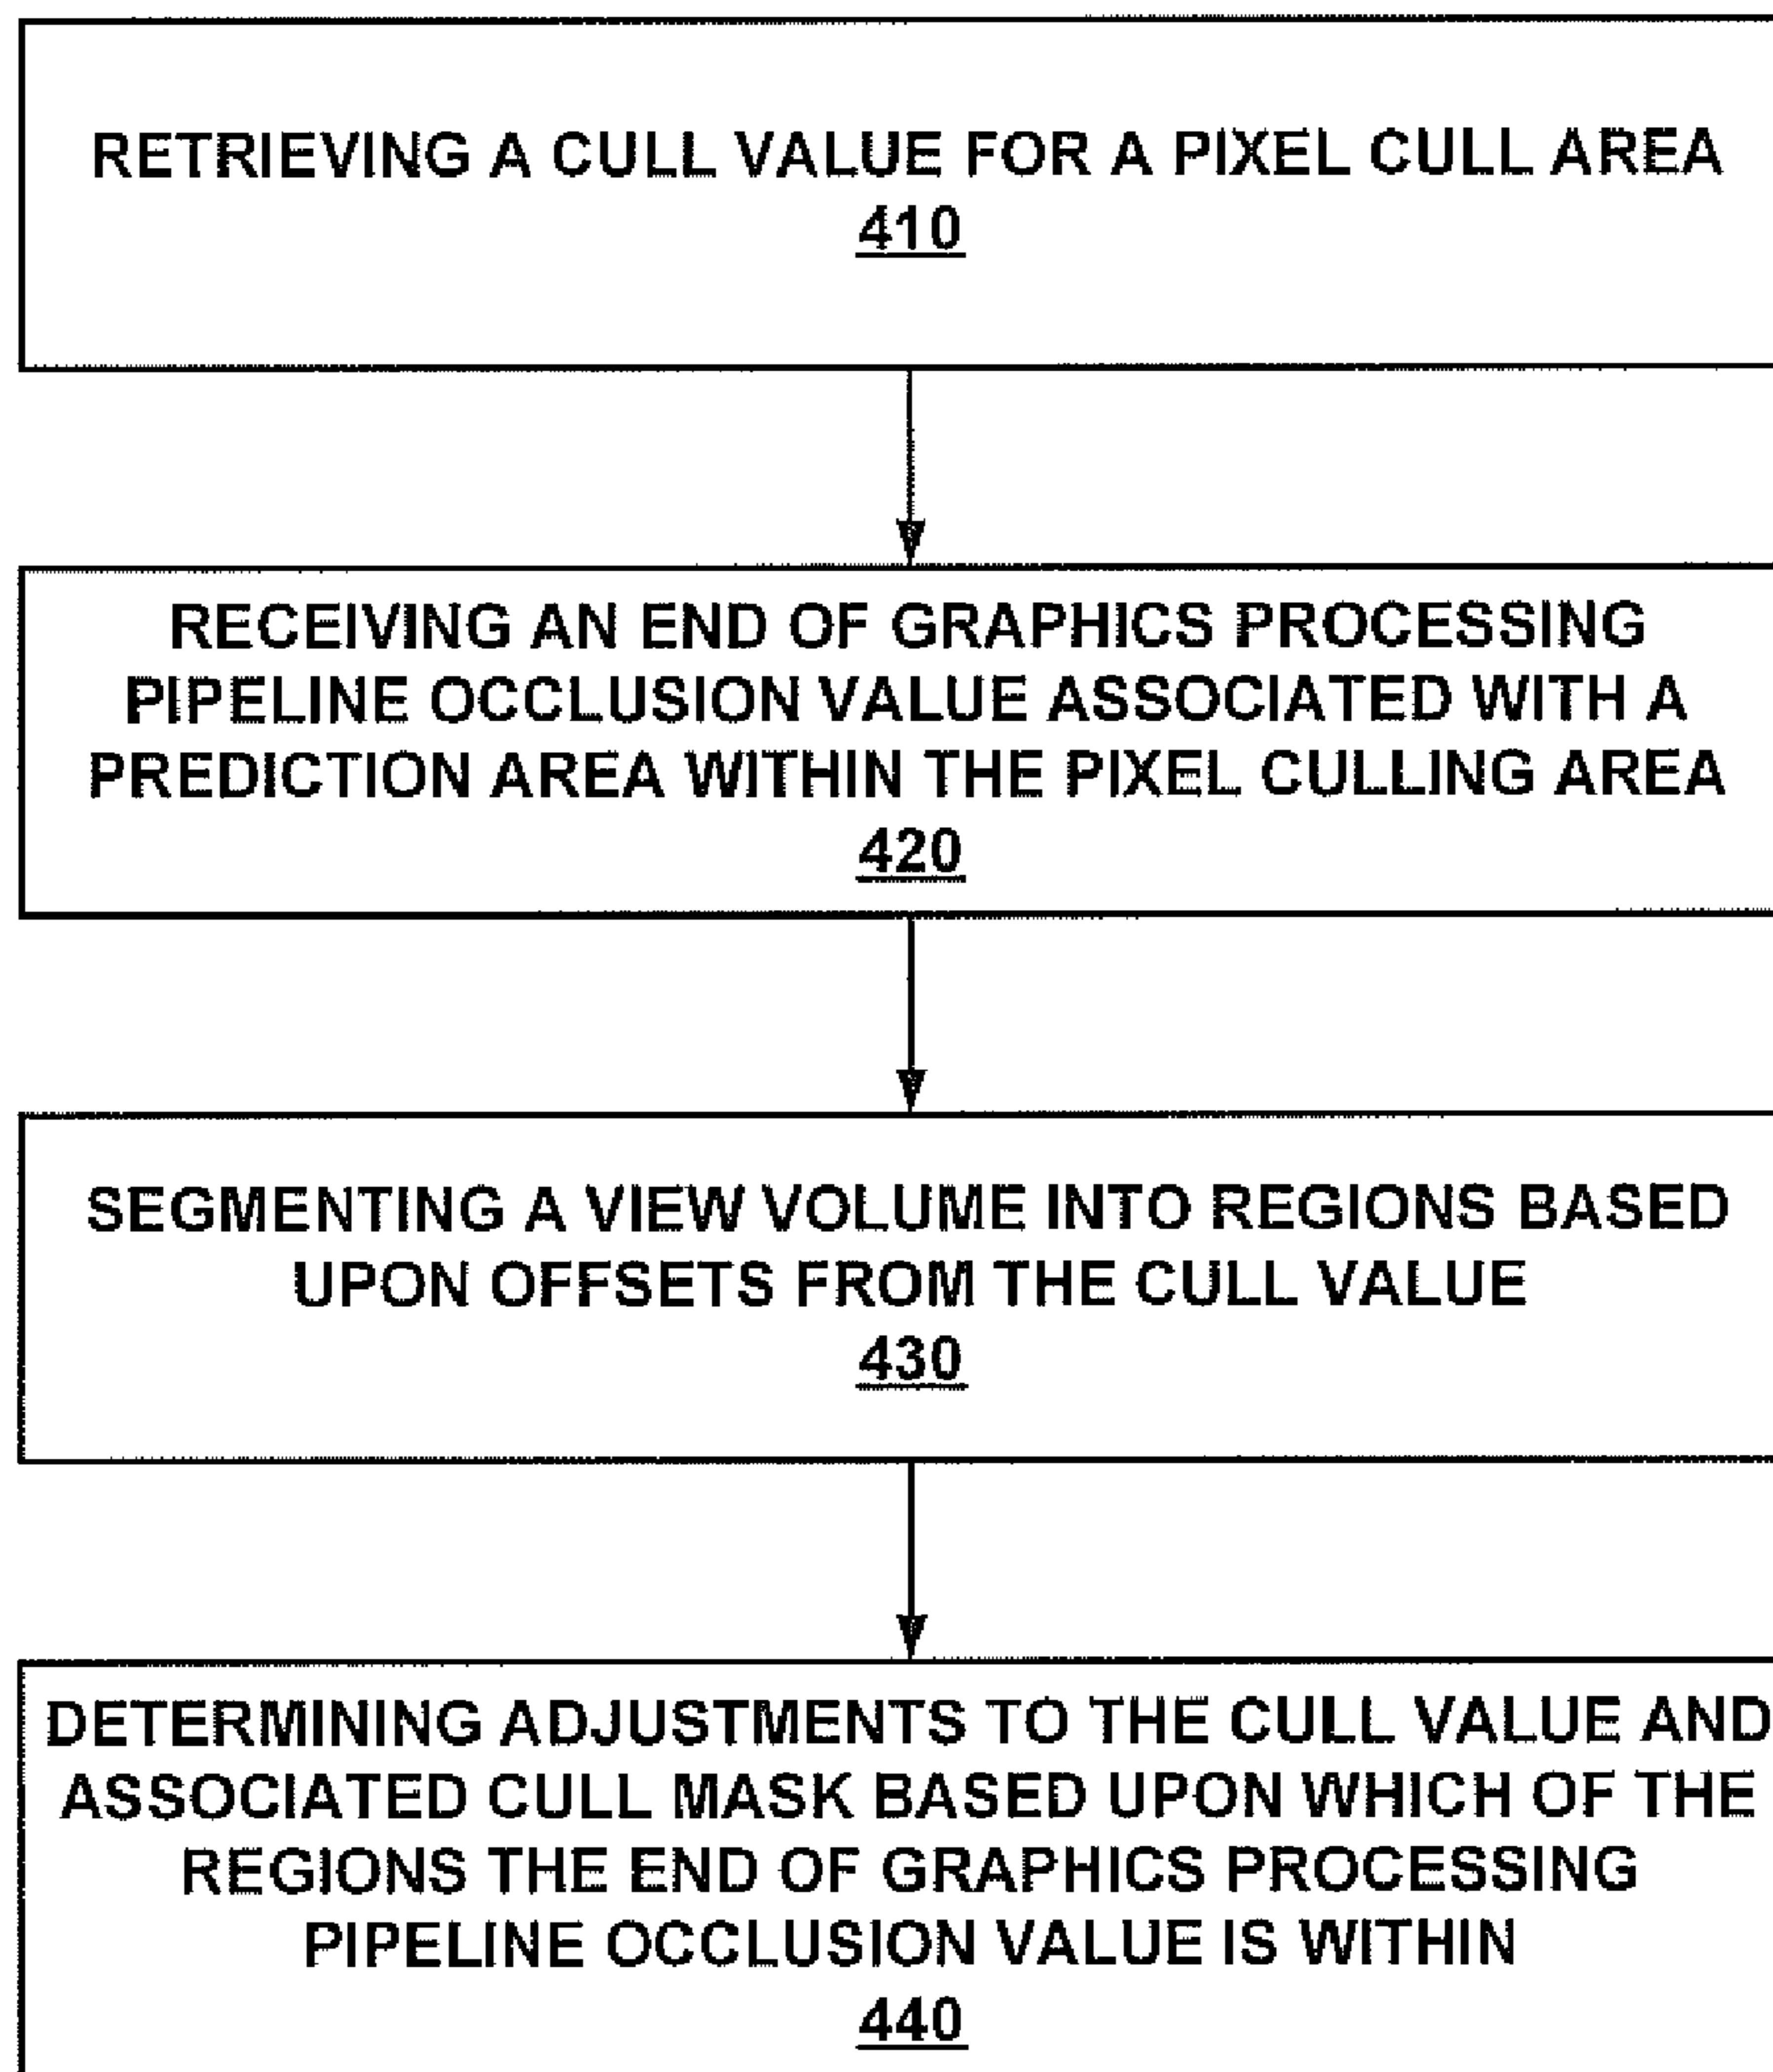 RETRIEVING A CULL VALUE FOR A PIXEL CULL AREA
410
RECEIVING AN END OF GRAPHICS PROCESSING
PIPELINE OCCLUSION VALUE ASSOCIATED WITH A
PREDICTION AREA WITHIN THE PIXEL CULLING AREA
420
SEGMENTING A VIEW VOLUME INTO REGIONS BASED
UPON OFFSETS FROM THE CULL VALUE
430
DETERMINING ADJUSTMENTS TO THE CULL VALUE AND
ASSOCIATED CULL MASK BASED UPON WHICH OF THE
REGIONS THE END OF GRAPHICS PROCESSING
PIPELINE OCCLUSION VALUE IS WITHIN
440